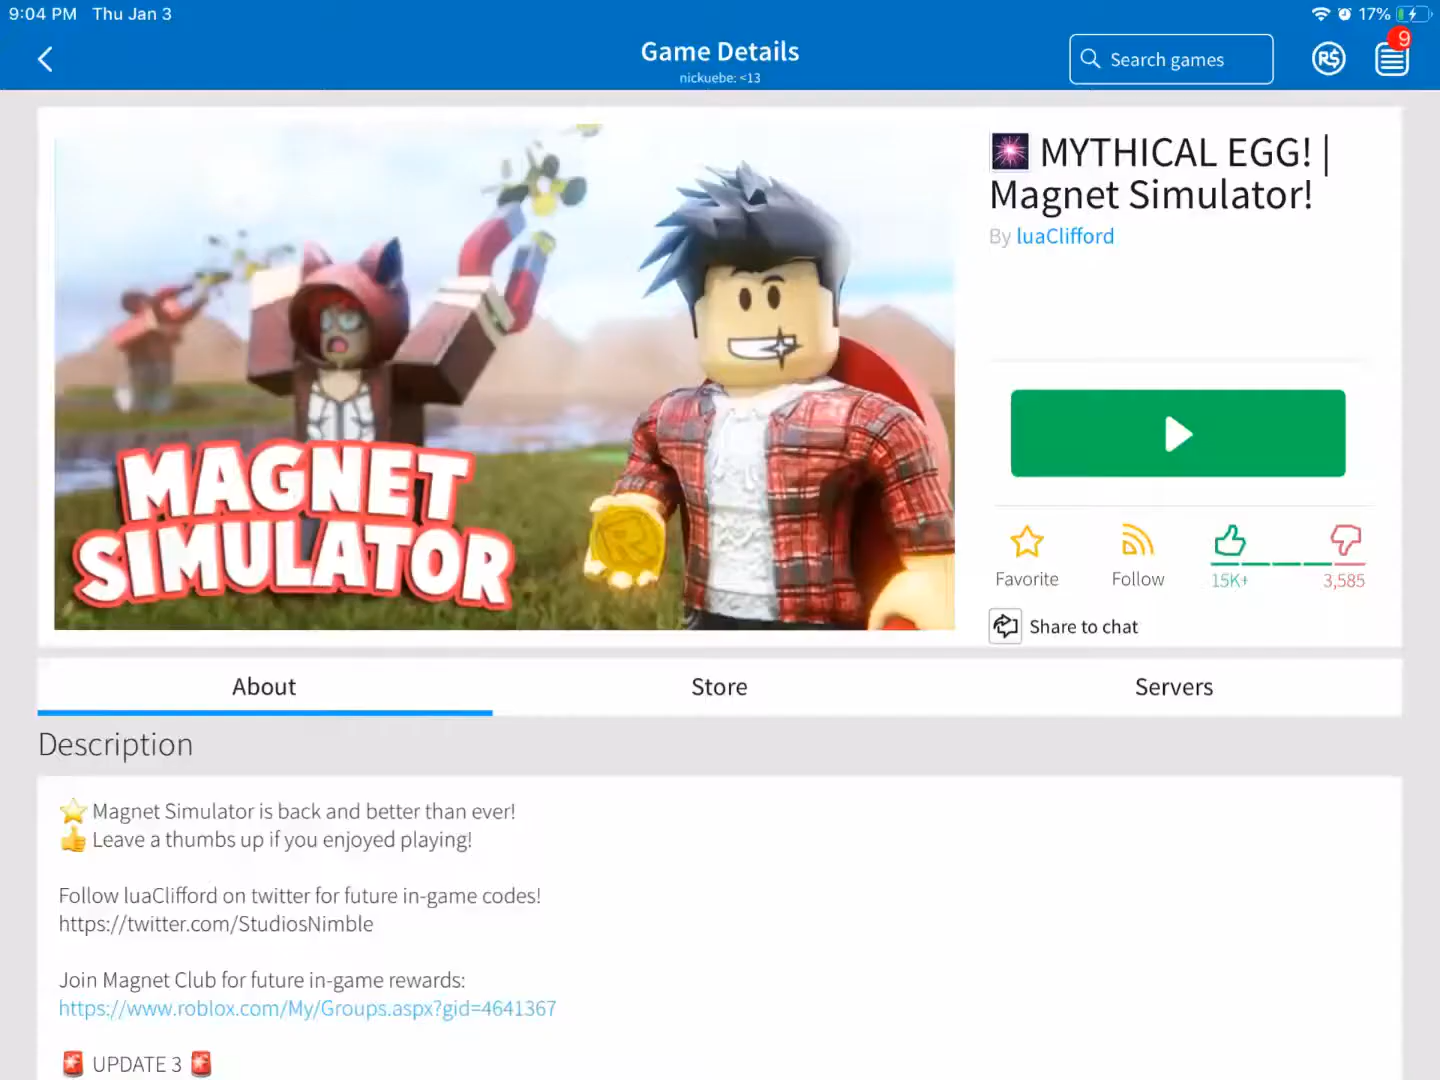 9:04 PM Thu Jan 3
17%
9
Game Details
nickuebe: <13
Search games
R$
MYTHICAL EGG! |
Magnet Simulator!
By luaClifford
MAGNET
SIMULATOR
Favorite
Follow
15K+
3,585
Share to chat
About
Store
Servers
Description
⭐ Magnet Simulator is back and better than ever!
👍 Leave a thumbs up if you enjoyed playing!
Follow luaClifford on twitter for future in-game codes!
https://twitter.com/StudiosNimble
Join Magnet Club for future in-game rewards:
https://www.roblox.com/My/Groups.aspx?gid=4641367
🚨 UPDATE 3 🚨